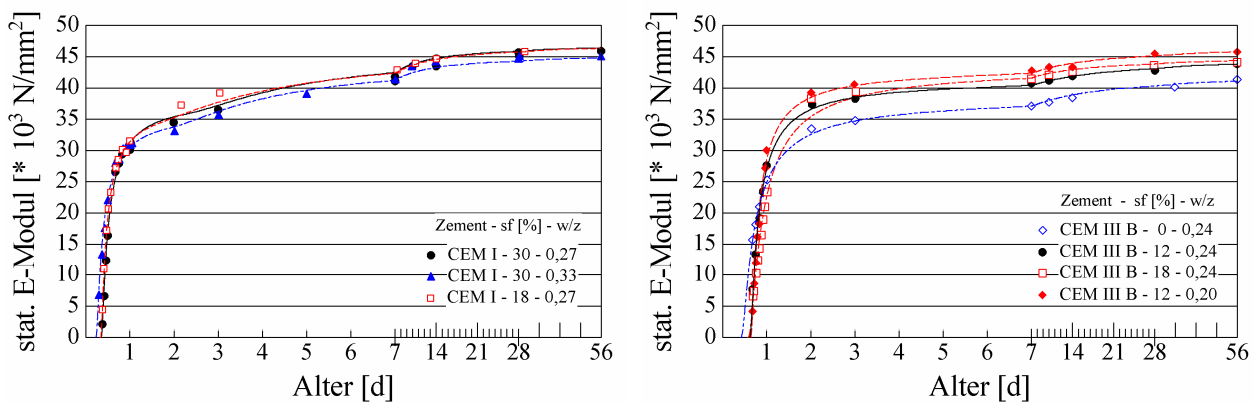 stat. E-Modul [* 10³ N/mm²]
50
45
40
35
30
25
20
15
10
5
0
1 2 3 4 5 6 7 14 21 28 56
Alter [d]
Zement - sf [%] - w/z
CEM I - 30 - 0,27
CEM I - 30 - 0,33
CEM I - 18 - 0,27
stat. E-Modul [* 10³ N/mm²]
50
45
40
35
30
25
20
15
10
5
0
1 2 3 4 5 6 7 14 21 28 56
Alter [d]
Zement - sf [%] - w/z
CEM III B - 0 - 0,24
CEM III B - 12 - 0,24
CEM III B - 18 - 0,24
CEM III B - 12 - 0,20